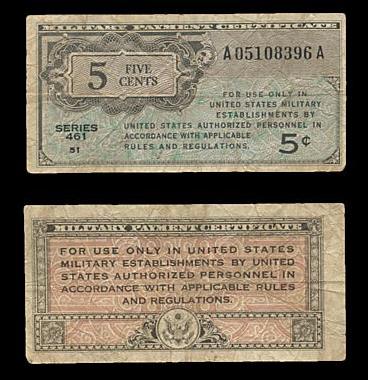 MILITARY PAYMENT CERTIFICATE
A05108396A
5 FIVE CENTS
FOR USE ONLY IN
UNITED STATES MILITARY
ESTABLISHMENTS BY
UNITED STATES AUTHORIZED PERSONNEL IN
ACCORDANCE WITH APPLICABLE
RULES AND REGULATIONS.
SERIES
461
51
5¢
MILITARY PAYMENT CERTIFICATE
FOR USE ONLY IN UNITED STATES
MILITARY ESTABLISHMENTS BY UNITED
STATES AUTHORIZED PERSONNEL IN
ACCORDANCE WITH APPLICABLE RULES
AND REGULATIONS.